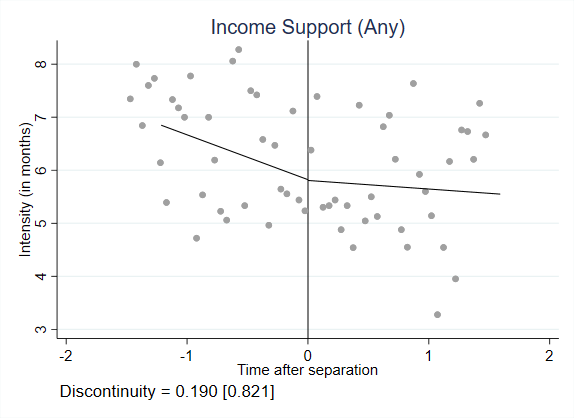 Income Support (Any)
Intensity (in months)
8
7
6
5
4
3
-2
-1
0
1
2
Time after separation
Discontinuity = 0.190 [0.821]